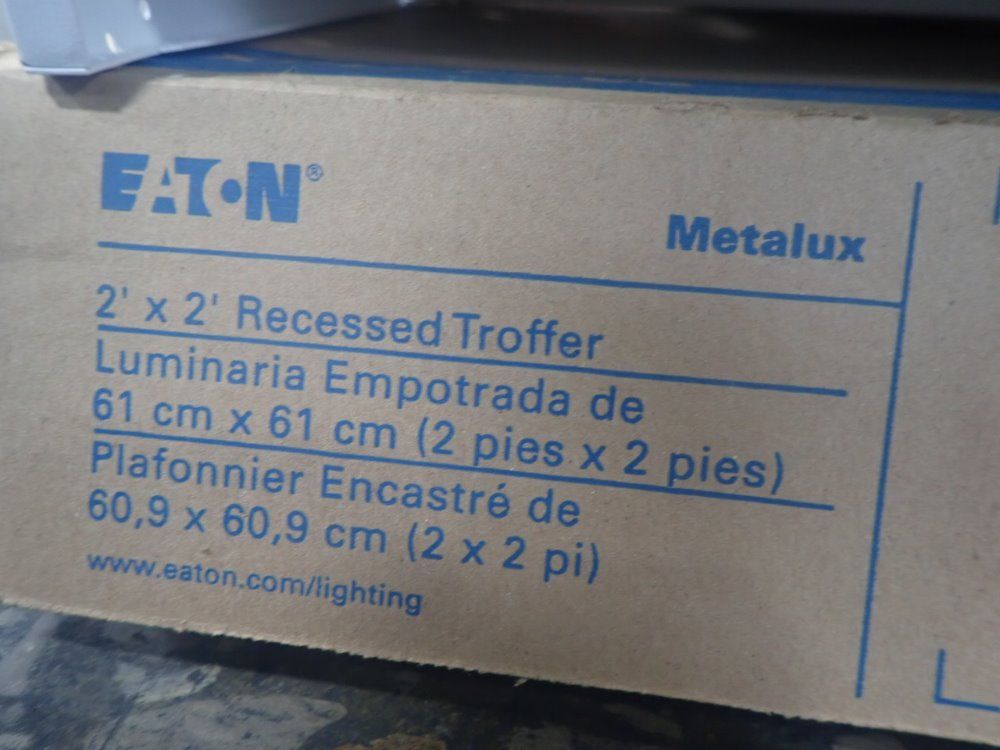 EATON®
Metalux
2' x 2' Recessed Troffer
Luminaria Empotrada de
61 cm x 61 cm (2 pies x 2 pies)
Plafonnier Encastré de
60,9 x 60,9 cm (2 x 2 pi)
www.eaton.com/lighting